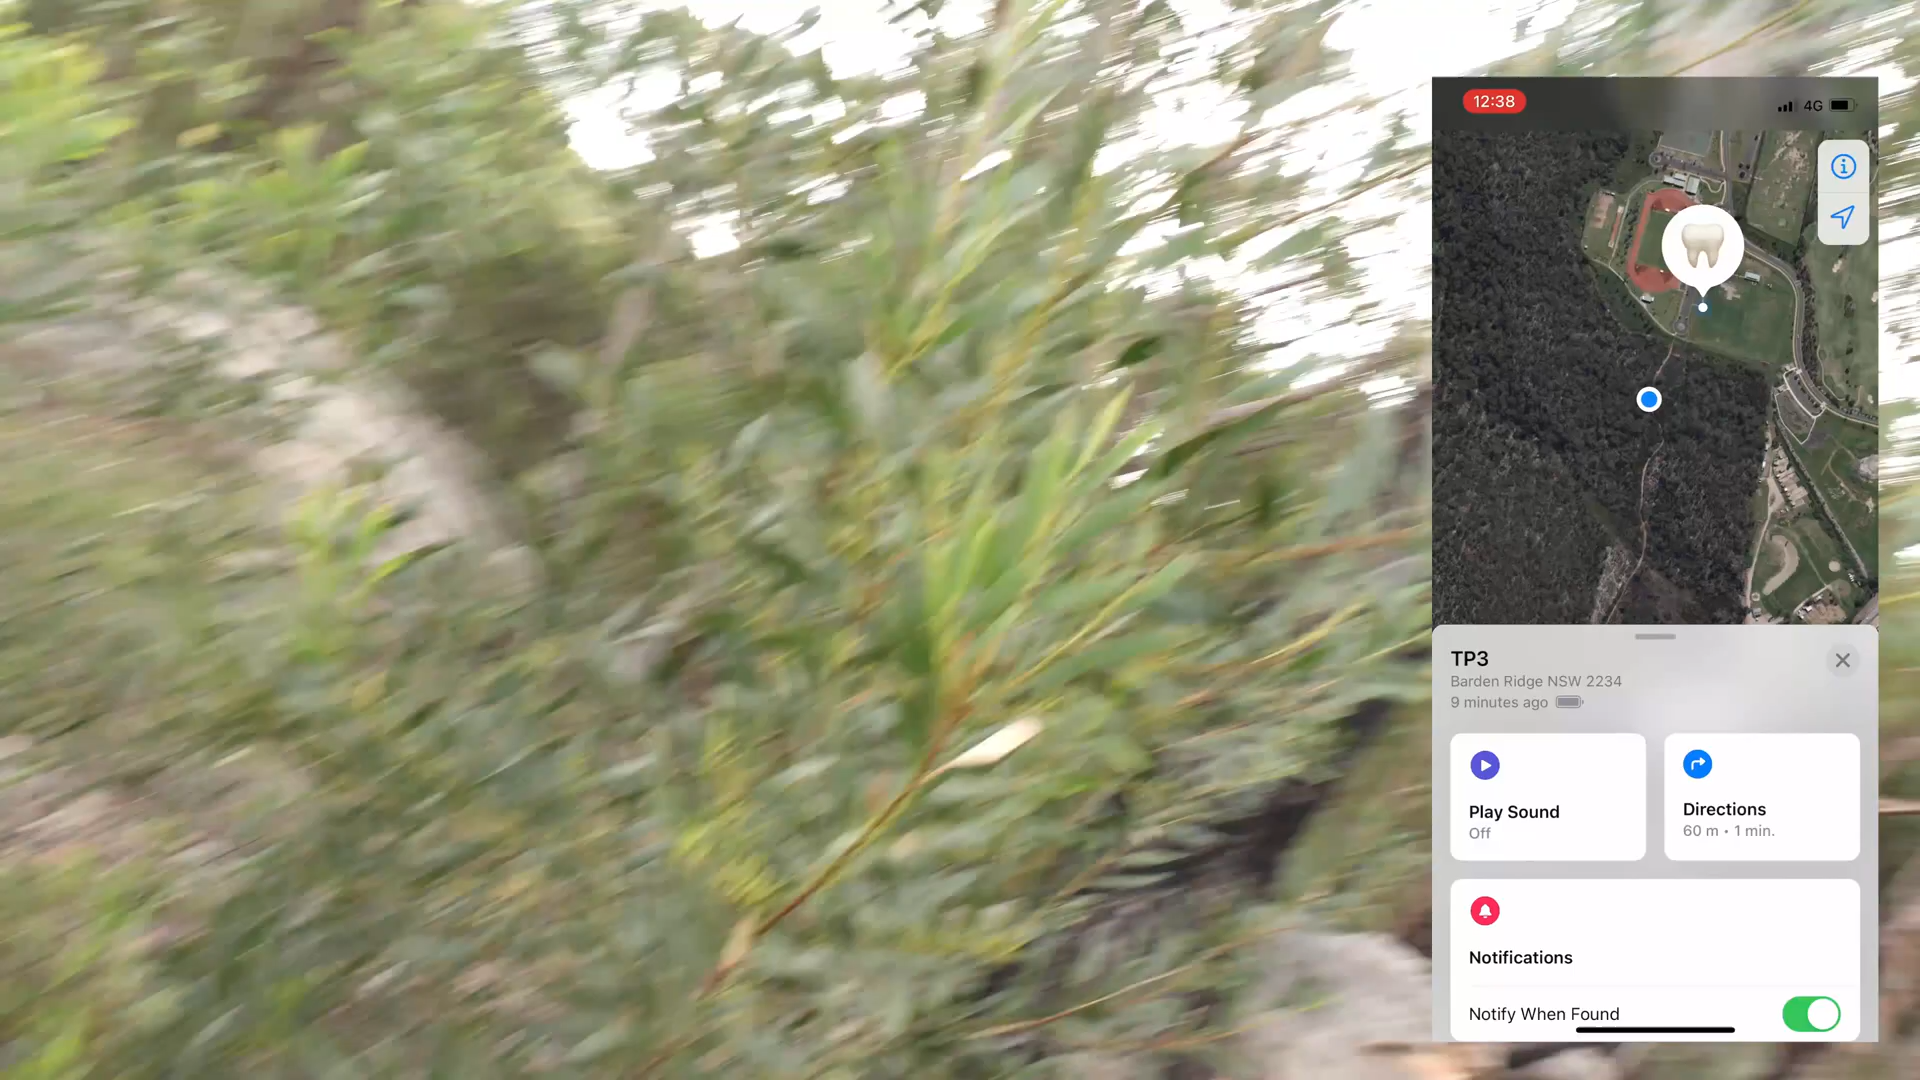 12:38
4G
TP3
Barden Ridge NSW 2234
9 minutes ago
Play Sound
Off
Directions
60 m • 1 min.
Notifications
Notify When Found